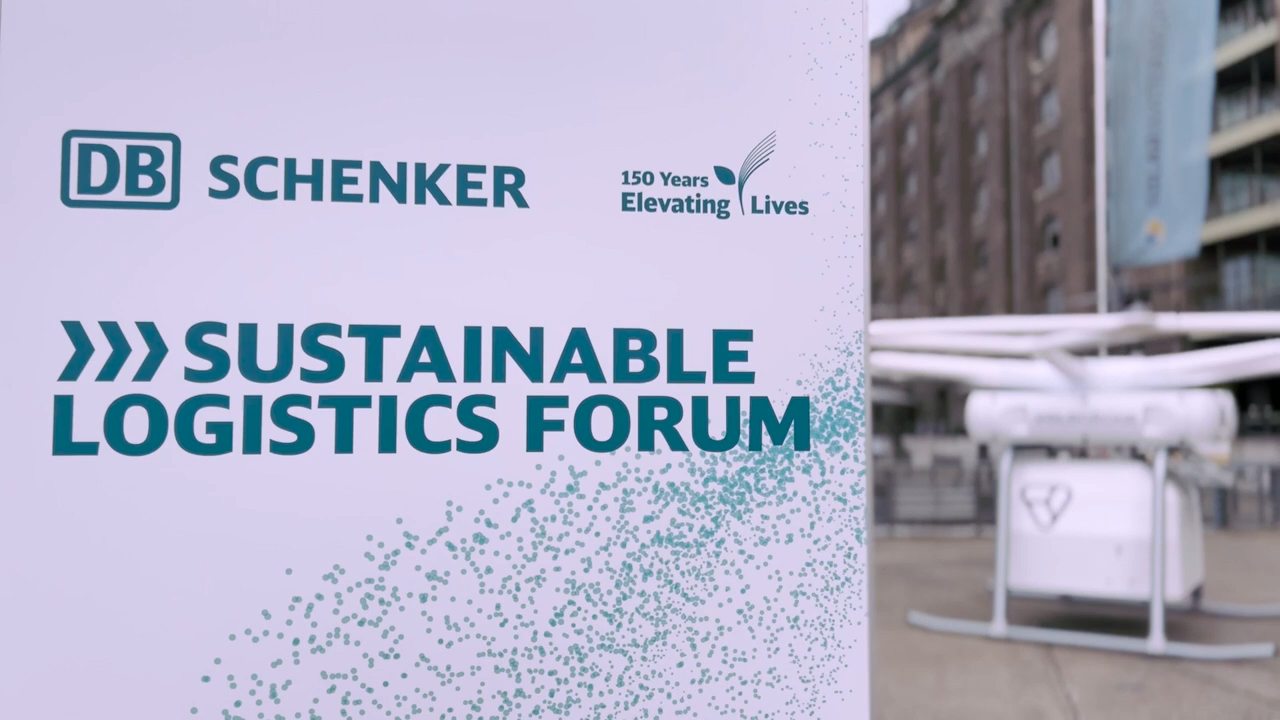 DB SCHENKER
150 Years
Elevating Lives
SUSTAINABLE
LOGISTICS FORUM